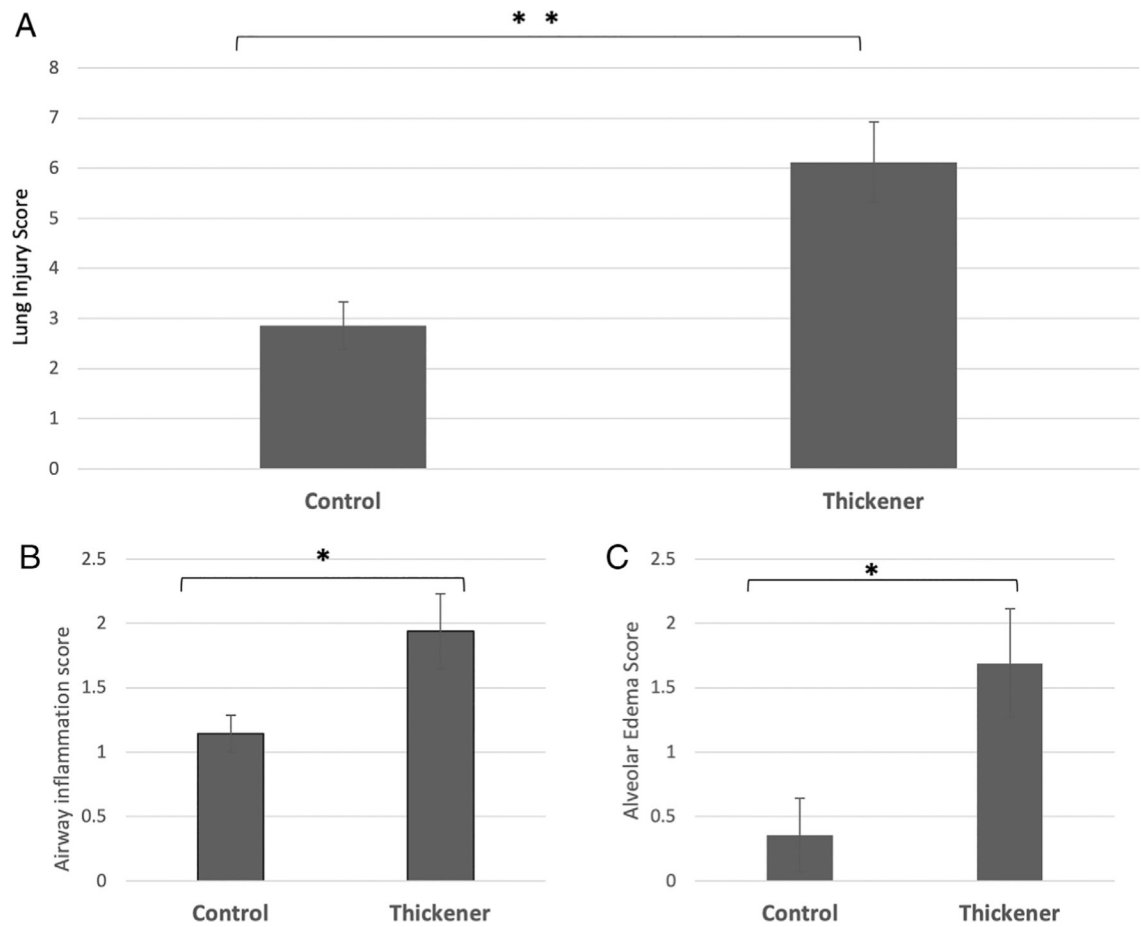 A
* *
8
7
6
5
4
3
2
1
0
Lung Injury Score
Control Thickener
B
*
2.5
2
1.5
1
0.5
0
Airway inflammation score
Control Thickener
C
*
2.5
2
1.5
1
0.5
0
Alveolar Edema Score
Control Thickener